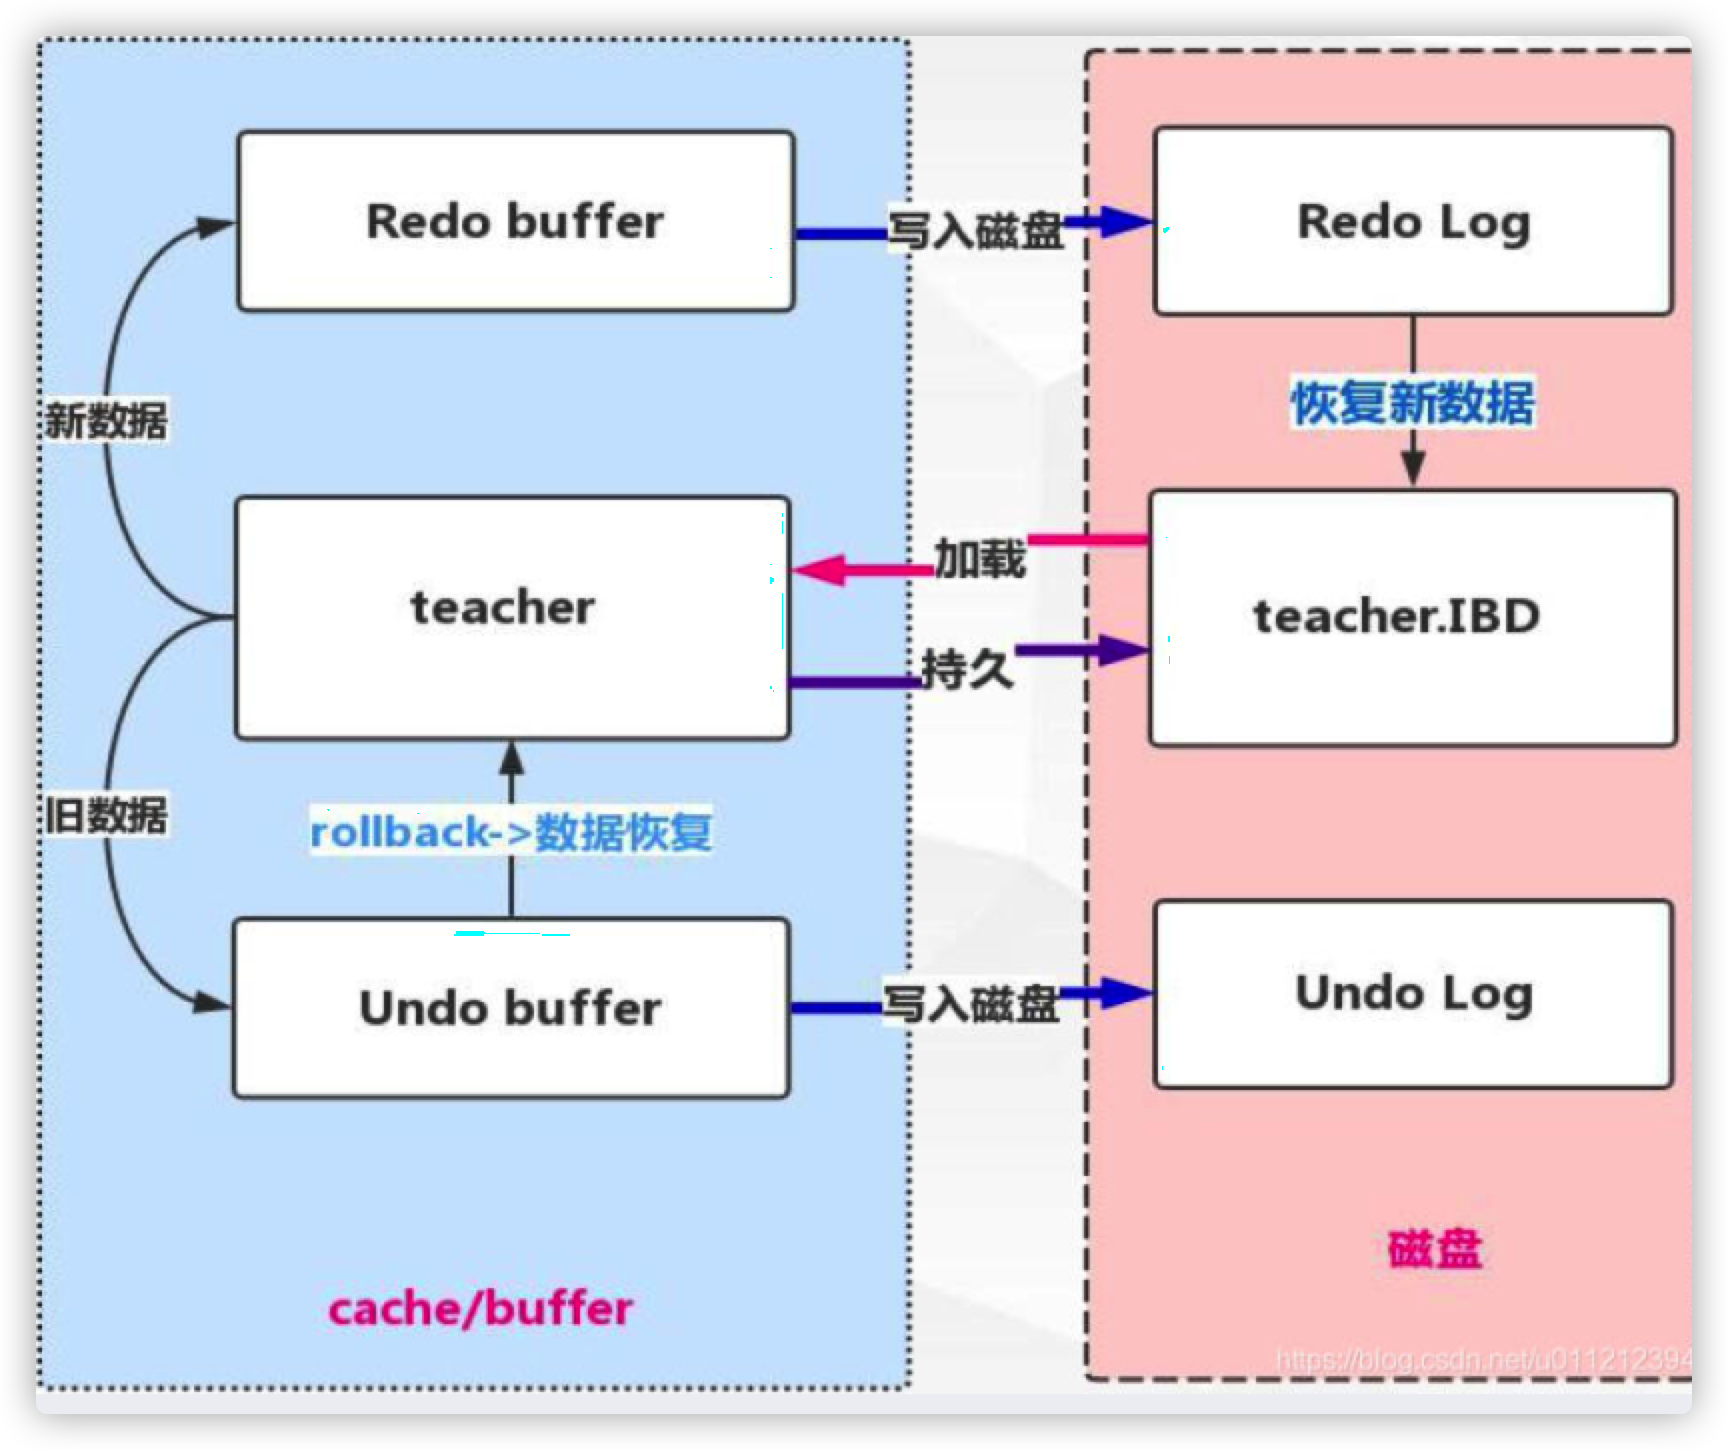 Redo buffer
写入磁盘
Redo Log
新数据
恢复新数据
teacher
加载
持久
teacher.IBD
旧数据
rollback->数据恢复
Undo buffer
写入磁盘
Undo Log
磁盘
cache/buffer
https://blog.csdn.net/u011212394